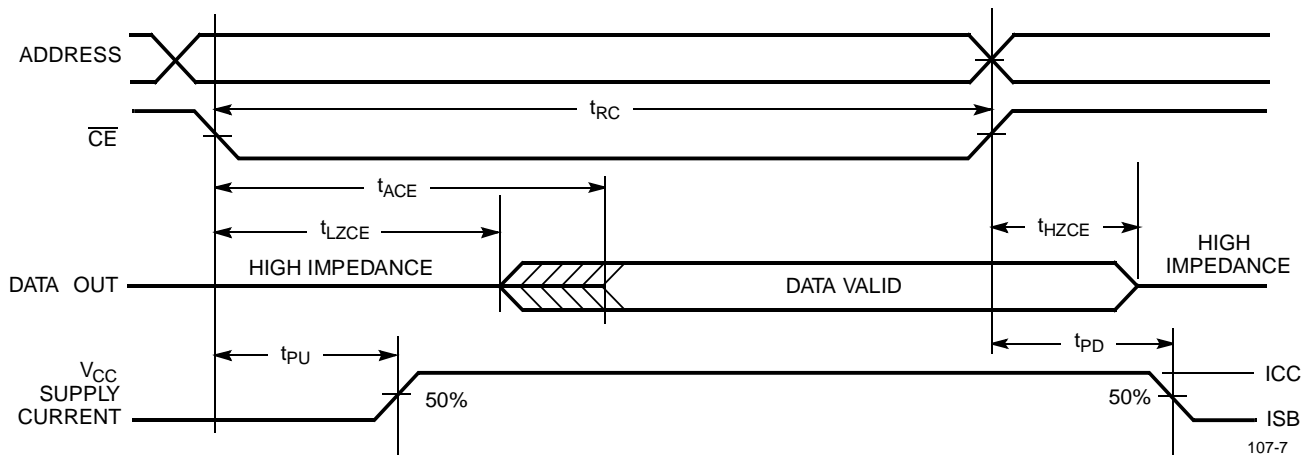 ADDRESS
tRC
CE
tACE
tLZCE
tHZCE
HIGH IMPEDANCE
HIGH
IMPEDANCE
DATA OUT
DATA VALID
tPU
tPD
VCC
SUPPLY
CURRENT
50%
50%
ICC
ISB
107-7